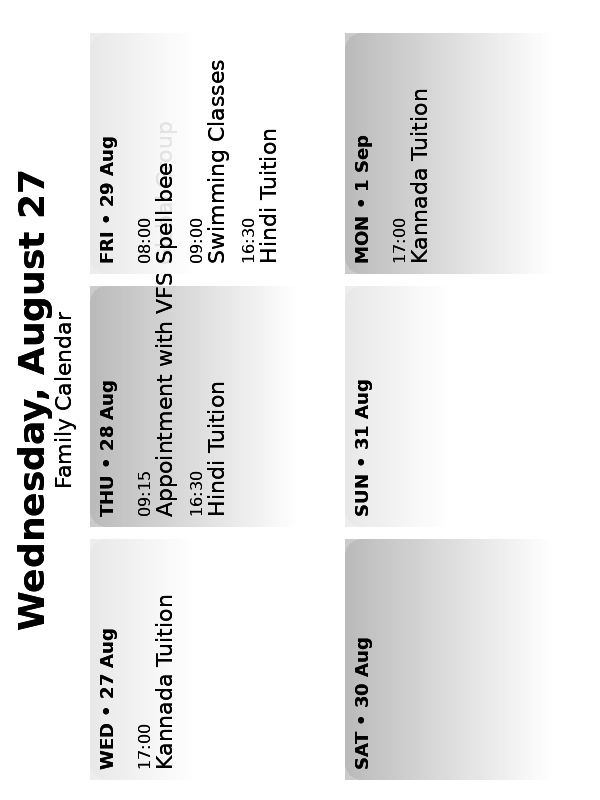 Wednesday, August 27
Family Calendar
WED • 27 Aug
17:00
Kannada Tuition
THU • 28 Aug
09:15
Appointment with VFS
16:30
Hindi Tuition
FRI • 29 Aug
08:00
Spell bee
09:00
Swimming Classes
16:30
Hindi Tuition
SAT • 30 Aug
SUN • 31 Aug
MON • 1 Sep
17:00
Kannada Tuition